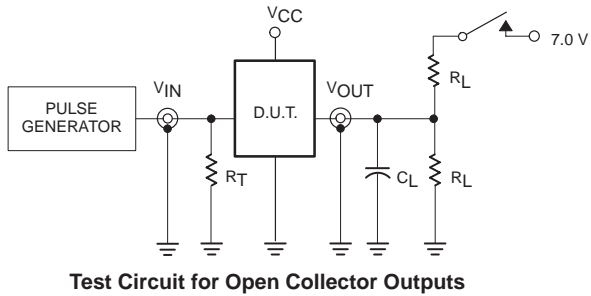 VCC
7.0 V
RL
VIN
VOUT
PULSE
GENERATOR
D.U.T.
RT
CL
RL
Test Circuit for Open Collector Outputs